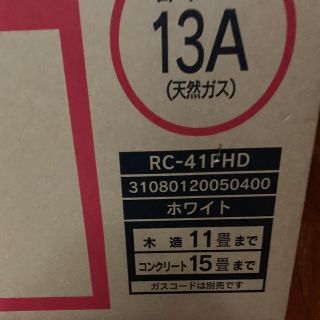 13A
(天然ガス)
RC-41FHD
31080120050400
ホワイト
木 造 11畳まで
コンクリート 15畳まで
ガスコードは別売です